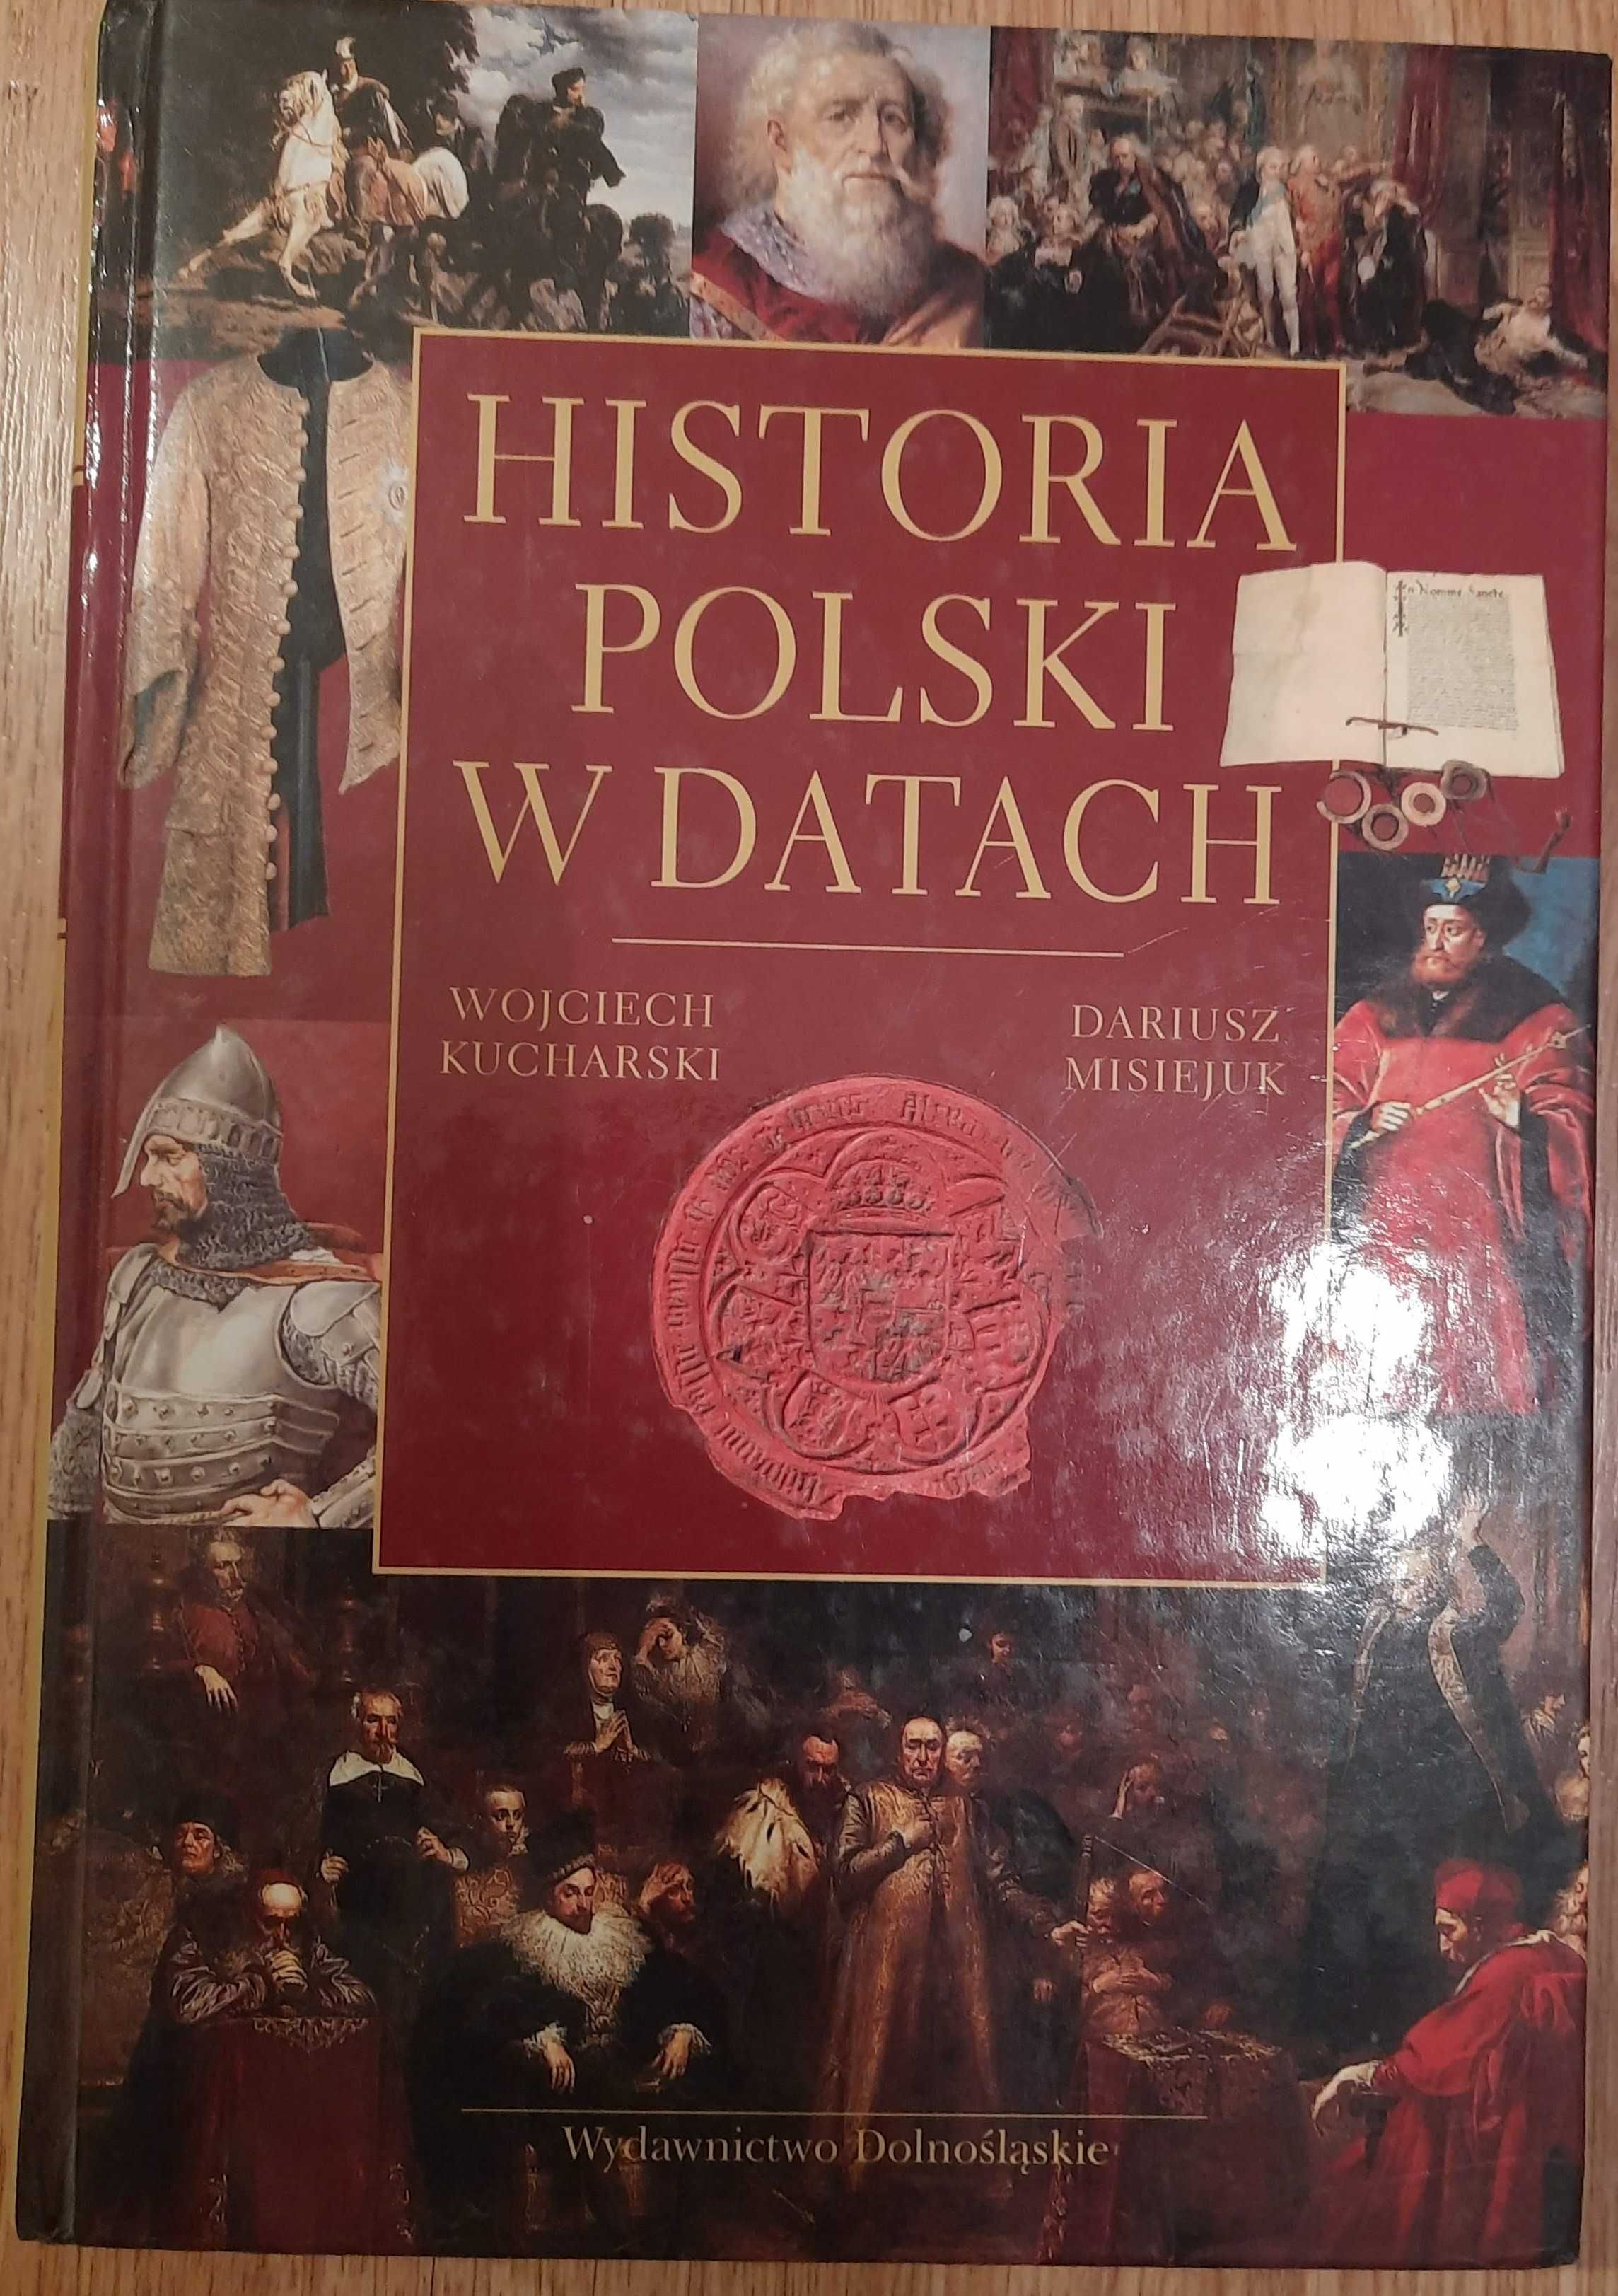 HISTORIA
POLSKI
W DATACH
WOJCIECH
KUCHARSKI
DARIUSZ
MISIEJUK
Wydawnictwo Dolnośląskie